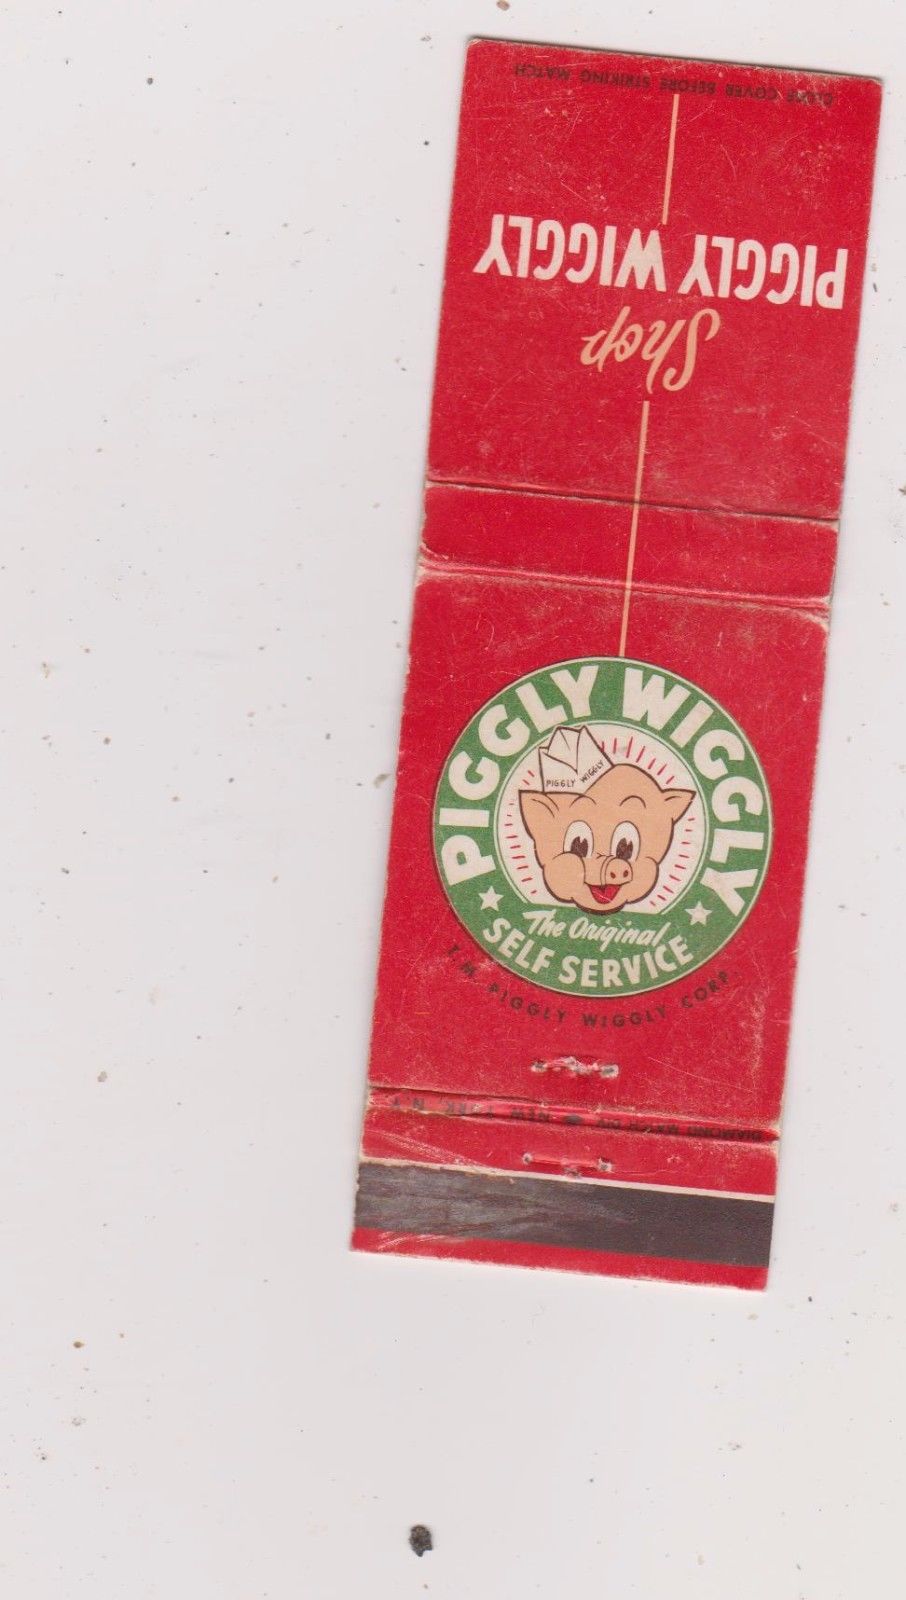 CLOSE COVER BEFORE STRIKING MATCH
Shop
PIGGLY WIGGLY
PIGGLY WIGGLY
PIGGLY WIGGLY
The Original
SELF SERVICE
T.M. PIGGLY WIGGLY CORP.
DIAMOND MATCH DIV. NEW YORK, N.Y.